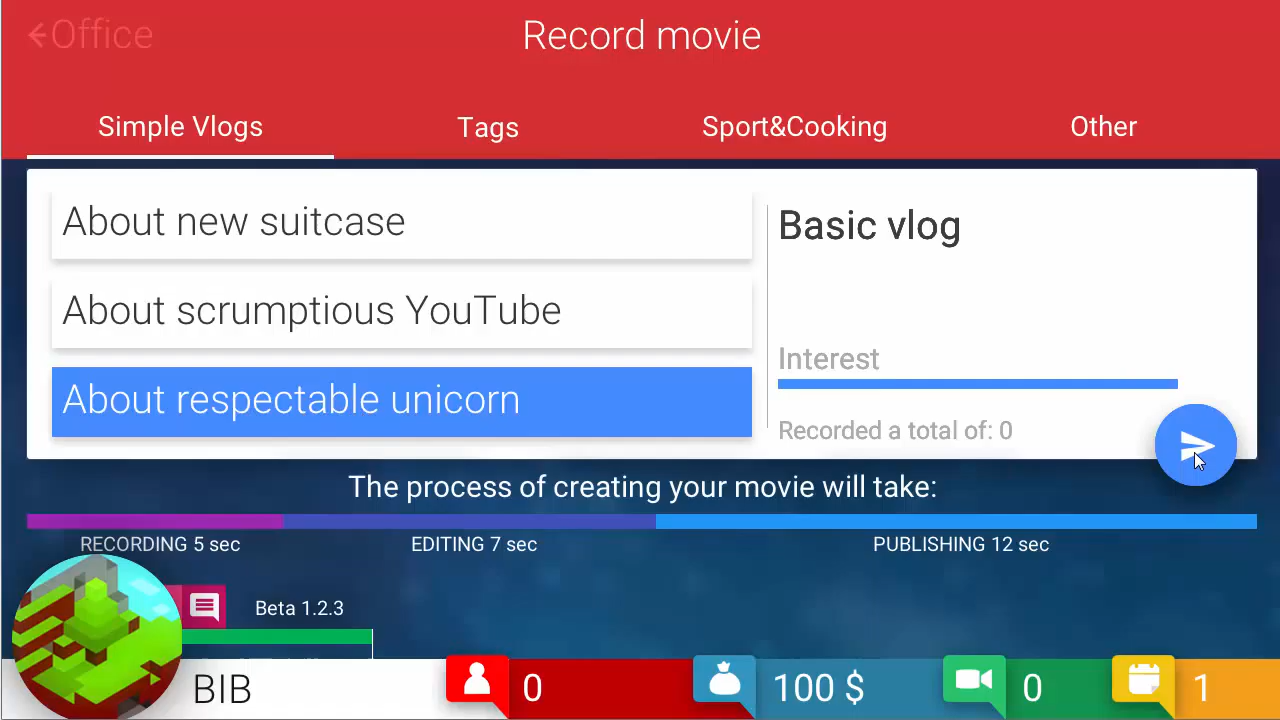 Office
Record movie
Simple Vlogs
Tags
Sport&Cooking
Other
About new suitcase
About scrumptious YouTube
About respectable unicorn
Basic vlog
Interest
Recorded a total of: 0
The process of creating your movie will take:
RECORDING 5 sec
EDITING 7 sec
PUBLISHING 12 sec
Beta 1.2.3
BIB
0
100 $
0
1